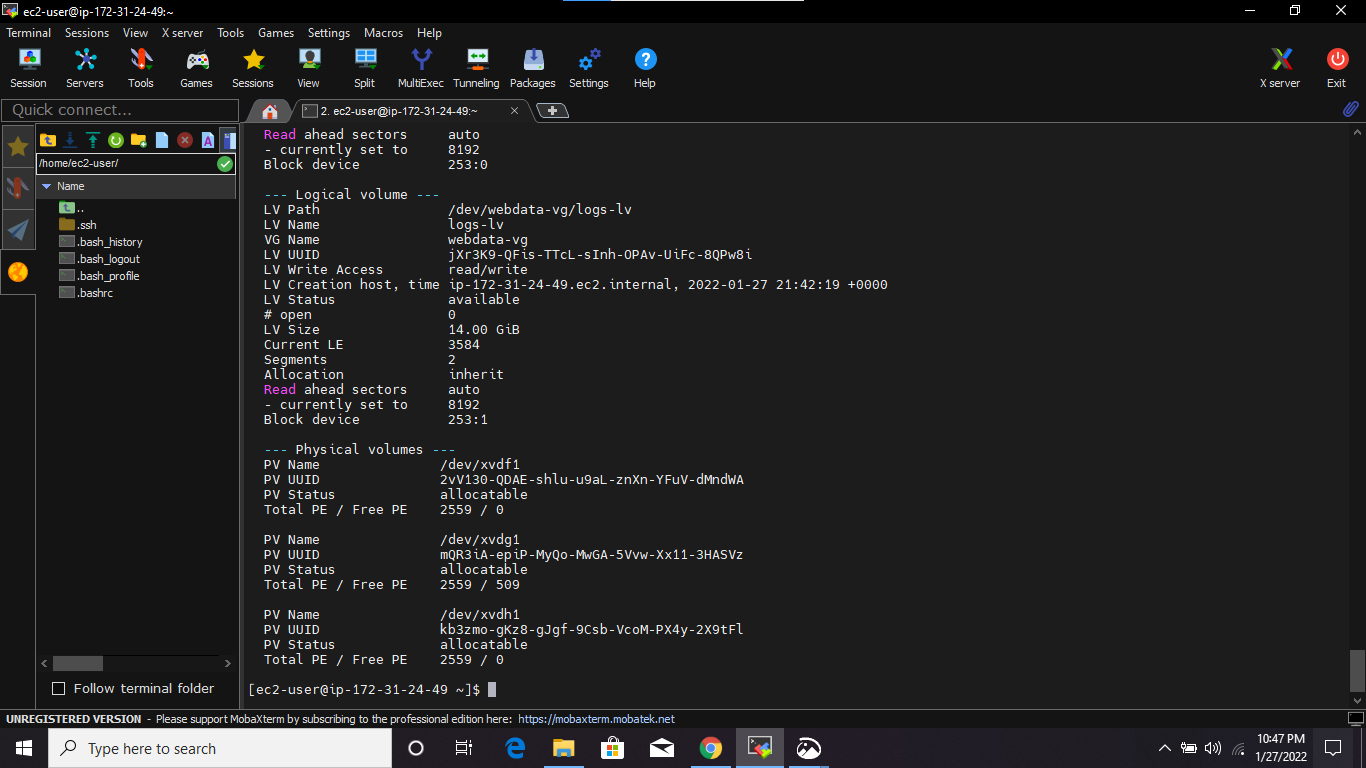 ec2-user@ip-172-31-24-49:~
Terminal Sessions View X server Tools Games Settings Macros Help
Session Servers Tools Games Sessions View Split MultiExec Tunneling Packages Settings Help X server Exit
Quick connect...
2. ec2-user@ip-172-31-24-49:~
/home/ec2-user/
Name
..
.ssh
.bash_history
.bash_logout
.bash_profile
.bashrc
Follow terminal folder
Read ahead sectors auto
- currently set to 8192
Block device 253:0
--- Logical volume ---
LV Path /dev/webdata-vg/logs-lv
LV Name logs-lv
VG Name webdata-vg
LV UUID jXr3K9-QFis-TTcL-sInh-OPAv-UiFc-8QPw8i
LV Write Access read/write
LV Creation host, time ip-172-31-24-49.ec2.internal, 2022-01-27 21:42:19 +0000
LV Status available
# open 0
LV Size 14.00 GiB
Current LE 3584
Segments 2
Allocation inherit
Read ahead sectors auto
- currently set to 8192
Block device 253:1
--- Physical volumes ---
PV Name /dev/xvdf1
PV UUID 2vV130-QDAE-shlu-u9aL-znXn-YFuV-dMndWA
PV Status allocatable
Total PE / Free PE 2559 / 0
PV Name /dev/xvdg1
PV UUID mQR3iA-epiP-MyQo-MwGA-5Vvw-Xx11-3HASVz
PV Status allocatable
Total PE / Free PE 2559 / 509
PV Name /dev/xvdh1
PV UUID kb3zmo-gKz8-gJgf-9Csb-VcoM-PX4y-2X9tFl
PV Status allocatable
Total PE / Free PE 2559 / 0
[ec2-user@ip-172-31-24-49 ~]$
UNREGISTERED VERSION - Please support MobaXterm by subscribing to the professional edition here: https://mobaxterm.mobatek.net
Type here to search
10:47 PM
1/27/2022